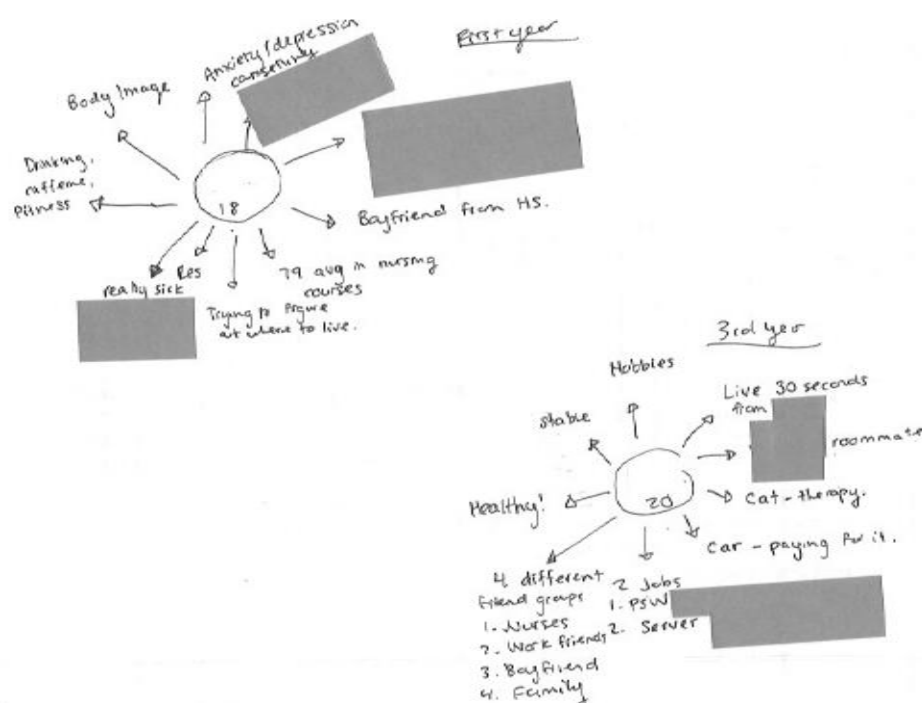 First year
Anxiety/depression
Body Image
Drinking,
caffeine,
Fitness
18
Boyfriend from HS.
79 avg in nursing
courses
Res
really sick
Trying to figure
out where to live.
3rd year
Hobbies
Live 30 seconds
from
stable
roommate
Healthy!
20
Cat - therapy.
Car - paying for it.
4 different
Friend groups
1. Nurses
2. Work friends
3. Boyfriend
4. Family
2 Jobs
1. PSW
2. Server